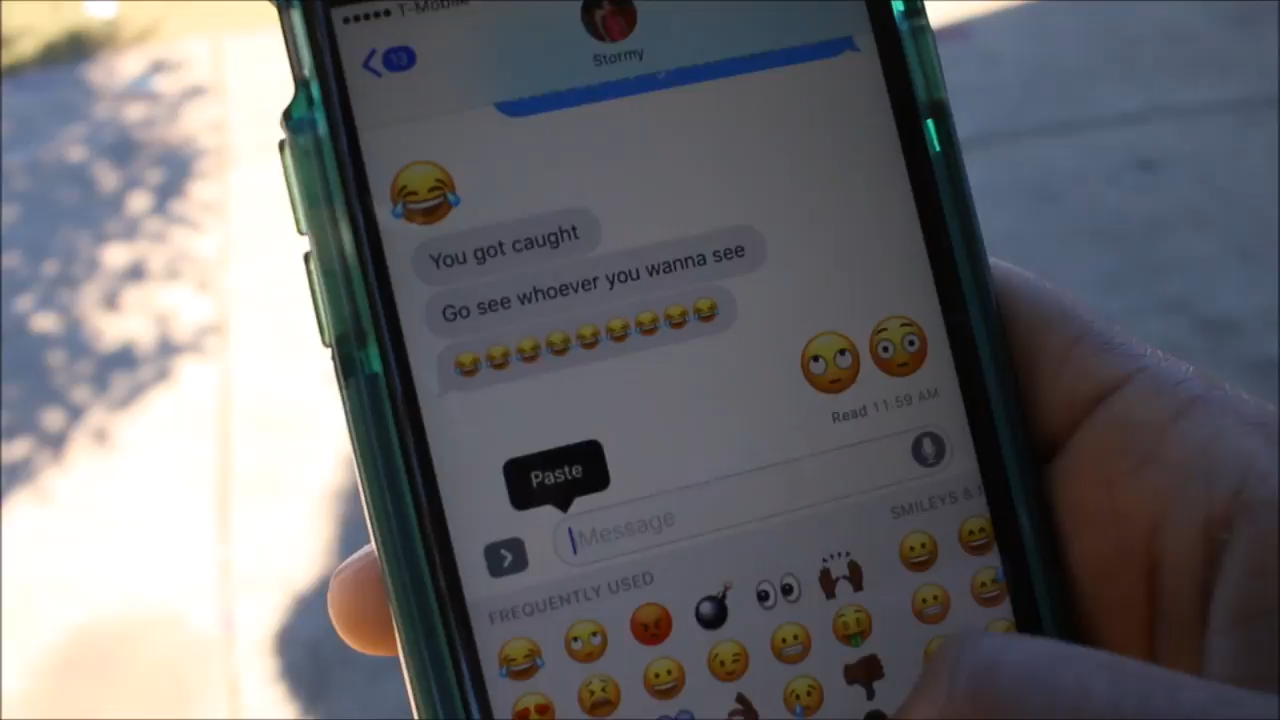 T-Mobile
13
Stormy
You got caught
Go see whoever you wanna see
Read 11:59 AM
Paste
Message
SMILEYS &
FREQUENTLY USED